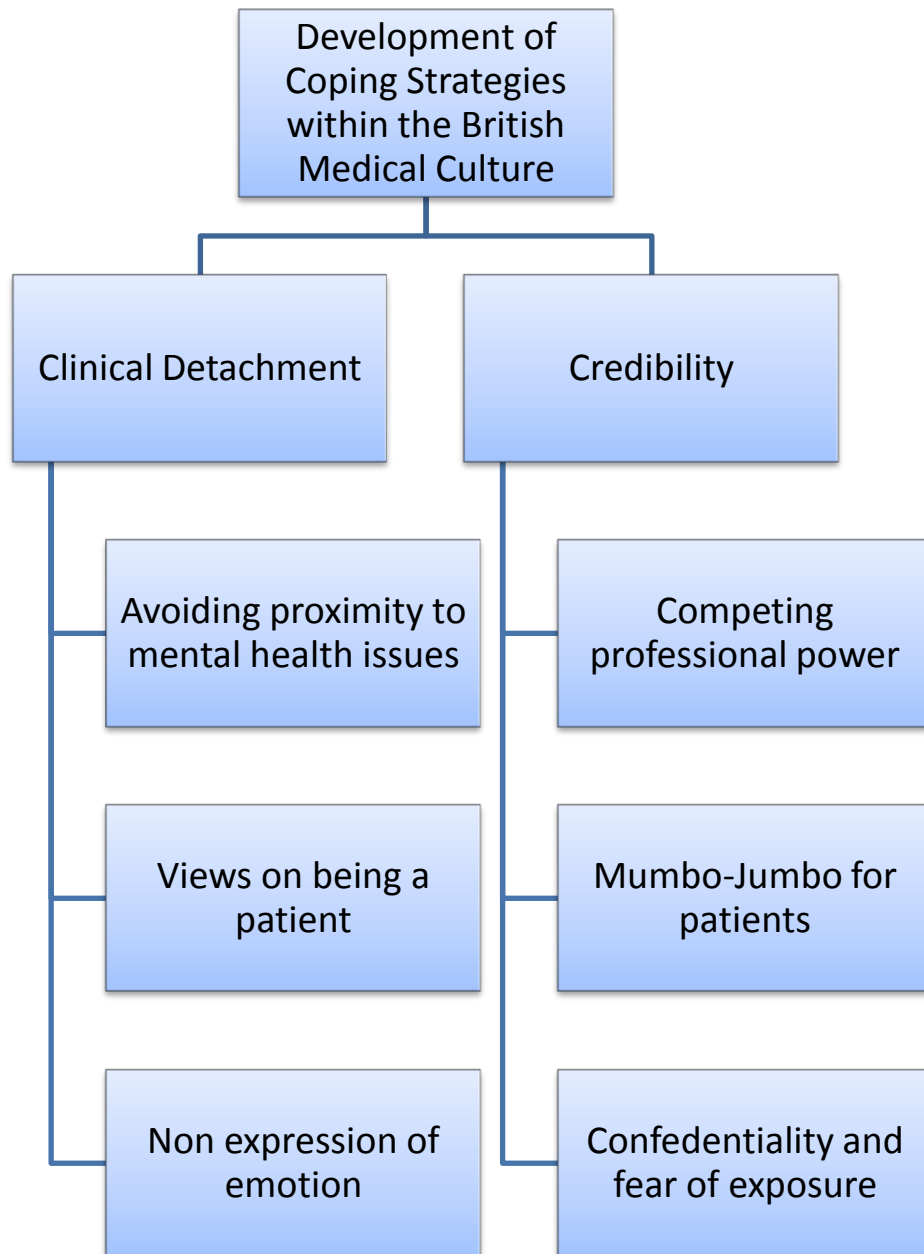 Development of
Coping Strategies
within the British
Medical Culture
Clinical Detachment
Avoiding proximity to
mental health issues
Views on being a
patient
Non expression of
emotion
Credibility
Competing
professional power
Mumbo-Jumbo for
patients
Confedentiality and
fear of exposure